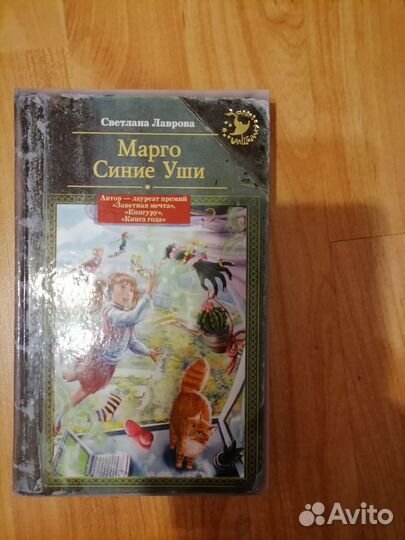 Светлана Лаврова
Марго
Синие Уши
Автор — лауреат премий
«Заветная мечта»,
«Книгуру»,
«Книга года»
Avito